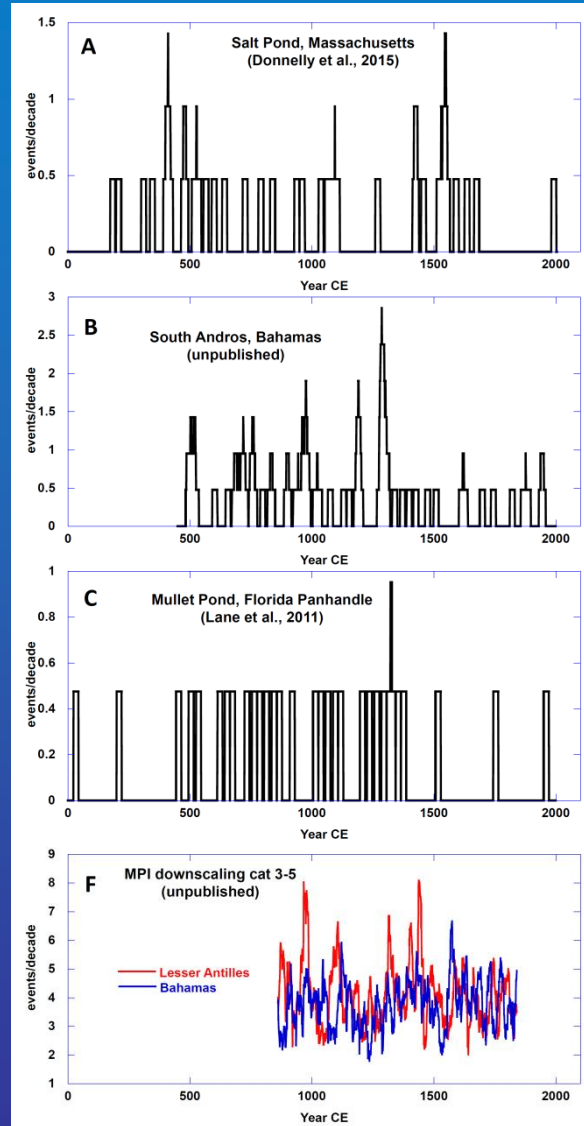 A
Salt Pond, Massachusetts
(Donnelly et al., 2015)
events/decade
1.5
1
0.5
0
0 500 1000 1500 2000
Year CE
B
South Andros, Bahamas
(unpublished)
events/decade
3
2.5
2
1.5
1
0.5
0
0 500 1000 1500 2000
Year CE
C
Mullet Pond, Florida Panhandle
(Lane et al., 2011)
events/decade
1
0.8
0.6
0.4
0.2
0
0 500 1000 1500 2000
Year CE
F
MPI downscaling cat 3-5
(unpublished)
Lesser Antilles
Bahamas
events/decade
9
8
7
6
5
4
3
2
1
0 500 1000 1500 2000
Year CE